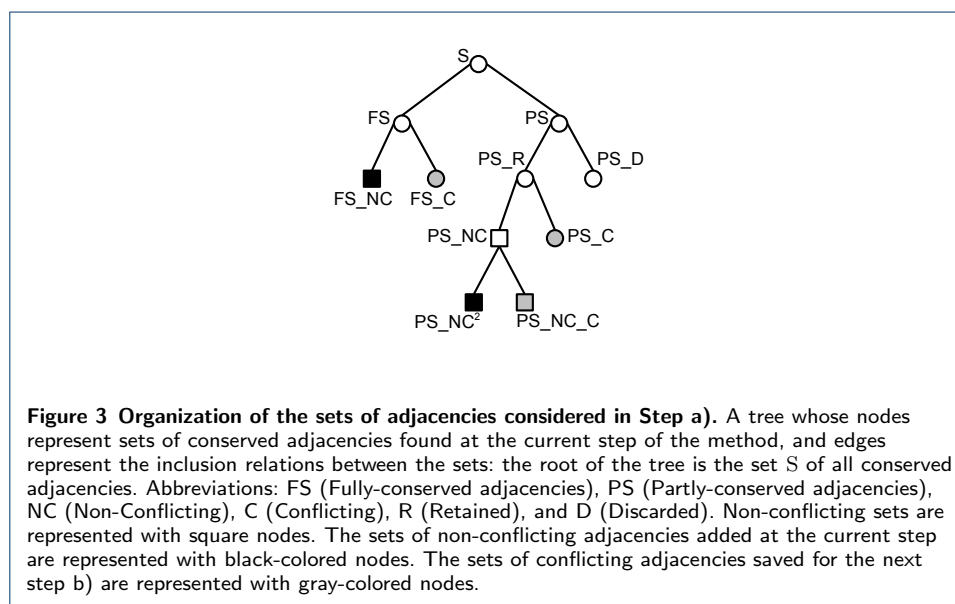 S
FS
PS
PS_R
PS_D
FS_NC
FS_C
PS_NC
PS_C
PS_NC²
PS_NC_C
Figure 3 Organization of the sets of adjacencies considered in Step a). A tree whose nodes
represent sets of conserved adjacencies found at the current step of the method, and edges
represent the inclusion relations between the sets: the root of the tree is the set S of all conserved
adjacencies. Abbreviations: FS (Fully-conserved adjacencies), PS (Partly-conserved adjacencies),
NC (Non-Conflicting), C (Conflicting), R (Retained), and D (Discarded). Non-conflicting sets are
represented with square nodes. The sets of non-conflicting adjacencies added at the current step
are represented with black-colored nodes. The sets of conflicting adjacencies saved for the next
step b) are represented with gray-colored nodes.